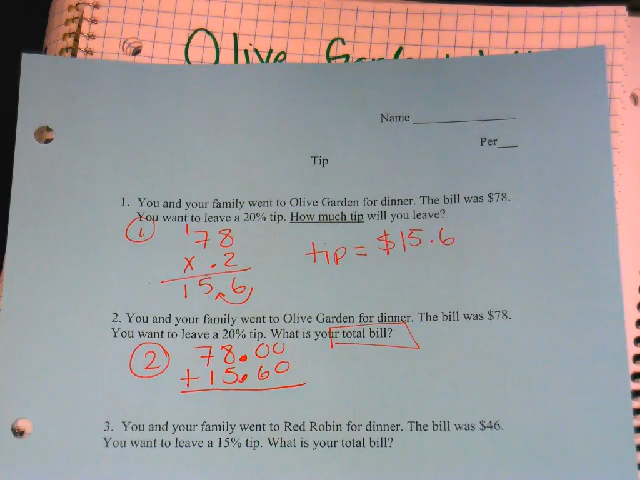 Olive
Name
Per
Tip
1. You and your family went to Olive Garden for dinner. The bill was $78.
You want to leave a 20% tip. How much tip will you leave?
1
1
78
x .2
15.6
tip = $15.6
2. You and your family went to Olive Garden for dinner. The bill was $78.
You want to leave a 20% tip. What is your total bill?
2
78.00
+15.60
3. You and your family went to Red Robin for dinner. The bill was $46.
You want to leave a 15% tip. What is your total bill?